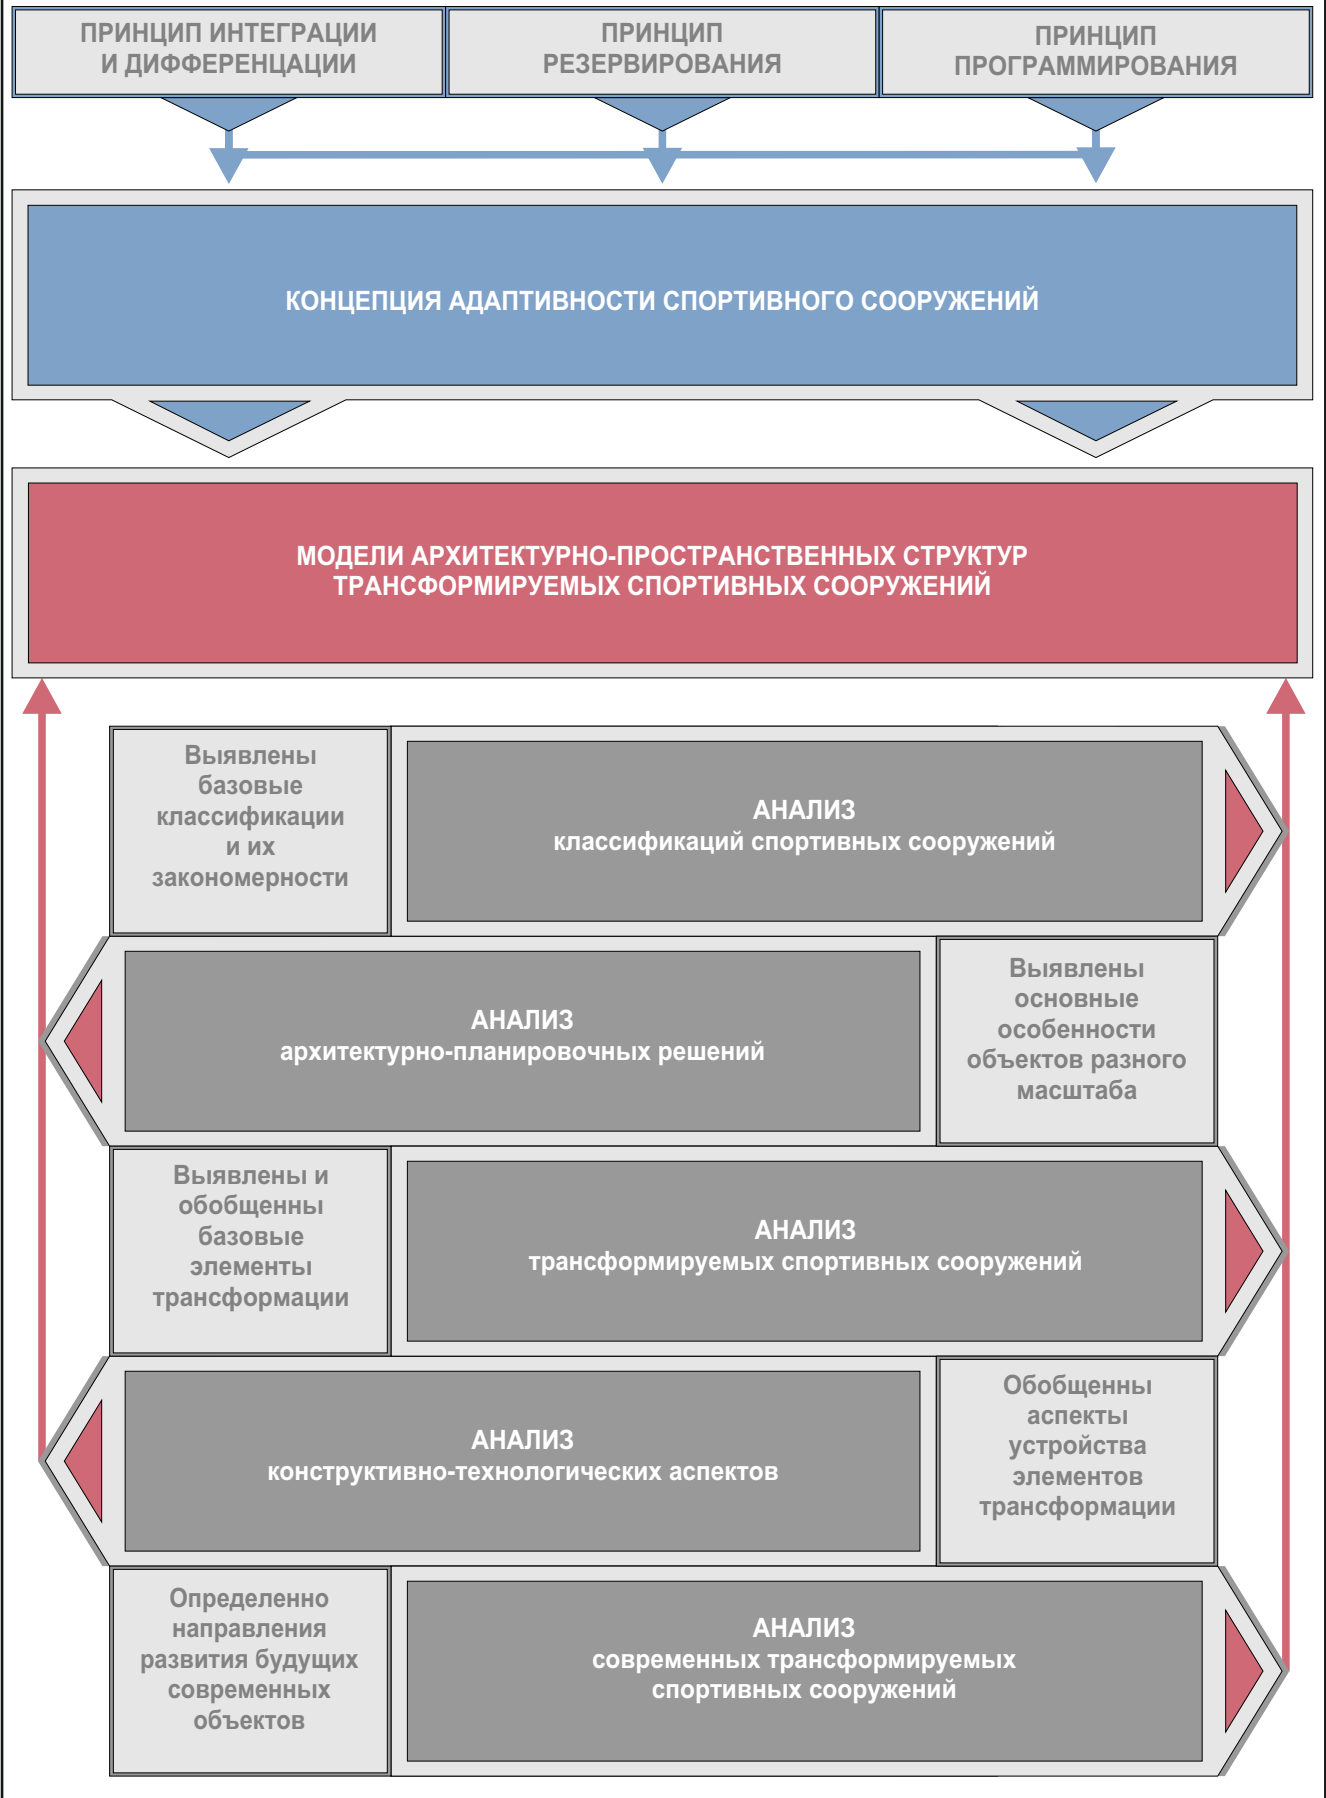 ПРИНЦИП ИНТЕГРАЦИИ
И ДИФФЕРЕНЦАЦИИ
ПРИНЦИП
РЕЗЕРВИРОВАНИЯ
ПРИНЦИП
ПРОГРАММИРОВАНИЯ
КОНЦЕПЦИЯ АДАПТИВНОСТИ СПОРТИВНОГО СООРУЖЕНИЙ
МОДЕЛИ АРХИТЕКТУРНО-ПРОСТРАНСТВЕННЫХ СТРУКТУР
ТРАНСФОРМИРУЕМЫХ СПОРТИВНЫХ СООРУЖЕНИЙ
Выявлены
базовые
классификации
и их
закономерности
АНАЛИЗ
классификаций спортивных сооружений
АНАЛИЗ
архитектурно-планировочных решений
Выявлены
основные
особенности
объектов разного
масштаба
Выявлены и
обобщенны
базовые
элементы
трансформации
АНАЛИЗ
трансформируемых спортивных сооружений
АНАЛИЗ
конструктивно-технологических аспектов
Обобщенны
аспекты
устройства
элементов
трансформации
Определенно
направления
развития будущих
современных
объектов
АНАЛИЗ
современных трансформируемых
спортивных сооружений